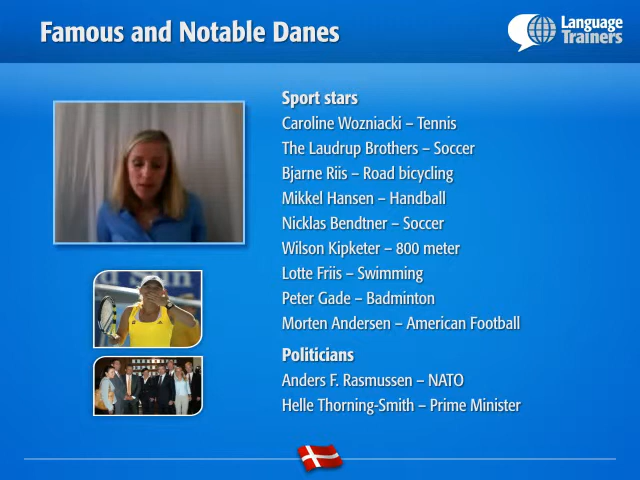 Famous and Notable Danes
Language
Trainers
Sport stars
Caroline Wozniacki – Tennis
The Laudrup Brothers – Soccer
Bjarne Riis – Road bicycling
Mikkel Hansen – Handball
Nicklas Bendtner – Soccer
Wilson Kipketer – 800 meter
Lotte Friis – Swimming
Peter Gade – Badminton
Morten Andersen – American Football
Politicians
Anders F. Rasmussen – NATO
Helle Thorning-Smith – Prime Minister